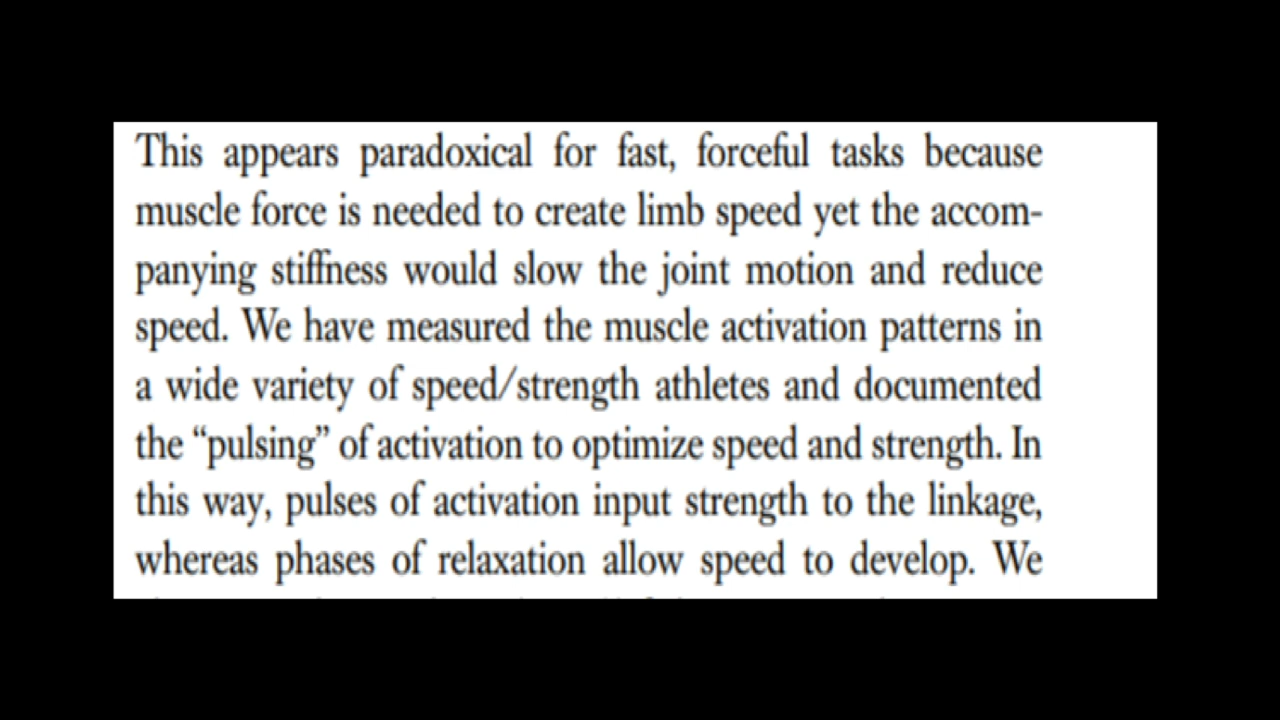 This appears paradoxical for fast, forceful tasks because
muscle force is needed to create limb speed yet the accom-
panying stiffness would slow the joint motion and reduce
speed. We have measured the muscle activation patterns in
a wide variety of speed/strength athletes and documented
the “pulsing” of activation to optimize speed and strength. In
this way, pulses of activation input strength to the linkage,
whereas phases of relaxation allow speed to develop. We